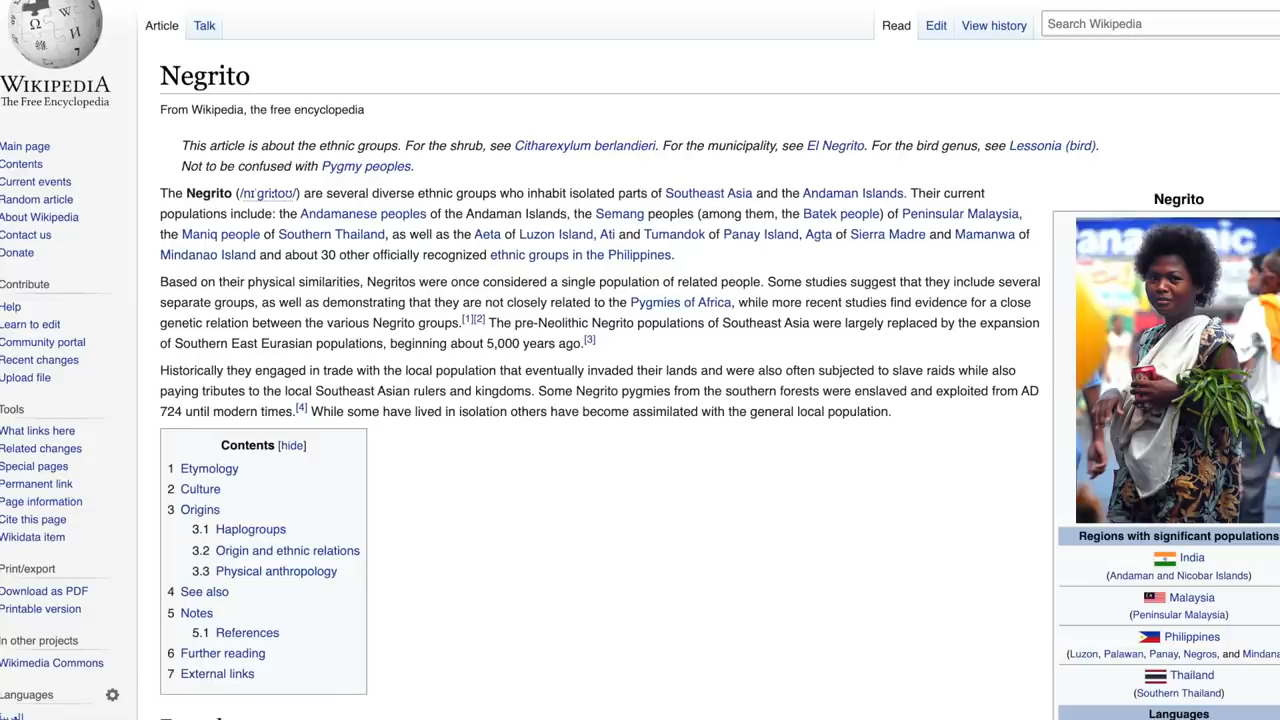 Article
Talk
Read
Edit
View history
Search Wikipedia
WIKIPEDIA
The Free Encyclopedia
Main page
Contents
Current events
Random article
About Wikipedia
Contact us
Donate
Contribute
Help
Learn to edit
Community portal
Recent changes
Upload file
Tools
What links here
Related changes
Special pages
Permanent link
Page information
Cite this page
Wikidata item
Print/export
Download as PDF
Printable version
In other projects
Wikimedia Commons
Languages
Negrito
From Wikipedia, the free encyclopedia
This article is about the ethnic groups. For the shrub, see Citharexylum berlandieri. For the municipality, see El Negrito. For the bird genus, see Lessonia (bird).
Not to be confused with Pygmy peoples.
The Negrito (/nɪˈɡriːtoʊ/) are several diverse ethnic groups who inhabit isolated parts of Southeast Asia and the Andaman Islands. Their current
populations include: the Andamanese peoples of the Andaman Islands, the Semang peoples (among them, the Batek people) of Peninsular Malaysia,
the Maniq people of Southern Thailand, as well as the Aeta of Luzon Island, Ati and Tumandok of Panay Island, Agta of Sierra Madre and Mamanwa of
Mindanao Island and about 30 other officially recognized ethnic groups in the Philippines.
Based on their physical similarities, Negritos were once considered a single population of related people. Some studies suggest that they include several
separate groups, as well as demonstrating that they are not closely related to the Pygmies of Africa, while more recent studies find evidence for a close
genetic relation between the various Negrito groups.[1][2] The pre-Neolithic Negrito populations of Southeast Asia were largely replaced by the expansion
of Southern East Eurasian populations, beginning about 5,000 years ago.[3]
Historically they engaged in trade with the local population that eventually invaded their lands and were also often subjected to slave raids while also
paying tributes to the local Southeast Asian rulers and kingdoms. Some Negrito pygmies from the southern forests were enslaved and exploited from AD
724 until modern times.[4] While some have lived in isolation others have become assimilated with the general local population.
Contents [hide]
1 Etymology
2 Culture
3 Origins
3.1 Haplogroups
3.2 Origin and ethnic relations
3.3 Physical anthropology
4 See also
5 Notes
5.1 References
6 Further reading
7 External links
Negrito
Regions with significant populations
India
(Andaman and Nicobar Islands)
Malaysia
(Peninsular Malaysia)
Philippines
(Luzon, Palawan, Panay, Negros, and Mindana
Thailand
(Southern Thailand)
Languages